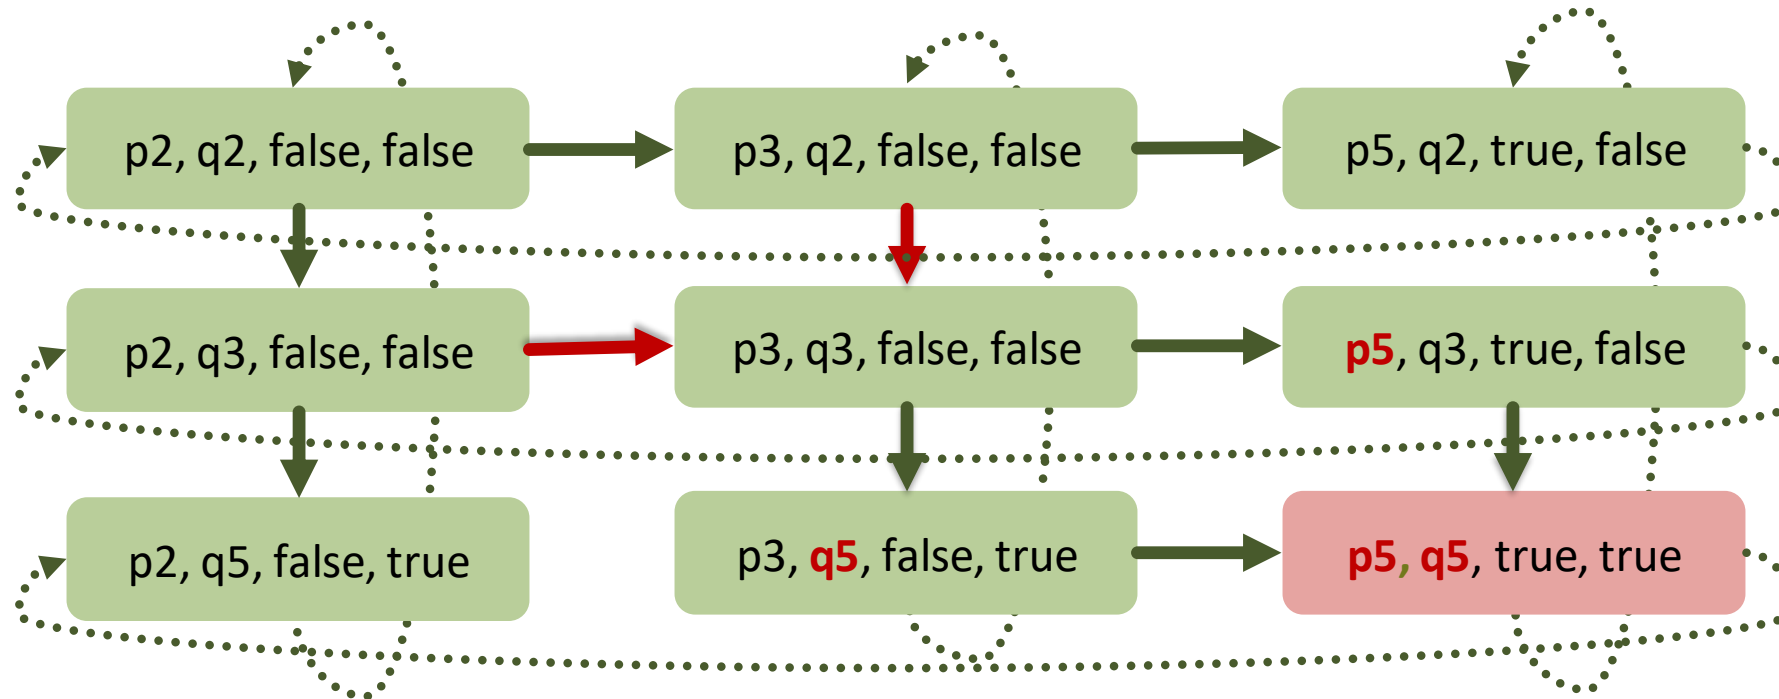 p2, q2, false, false
p3, q2, false, false
p5, q2, true, false
p2, q3, false, false
p3, q3, false, false
p5, q3, true, false
p2, q5, false, true
p3, q5, false, true
p5, q5, true, true